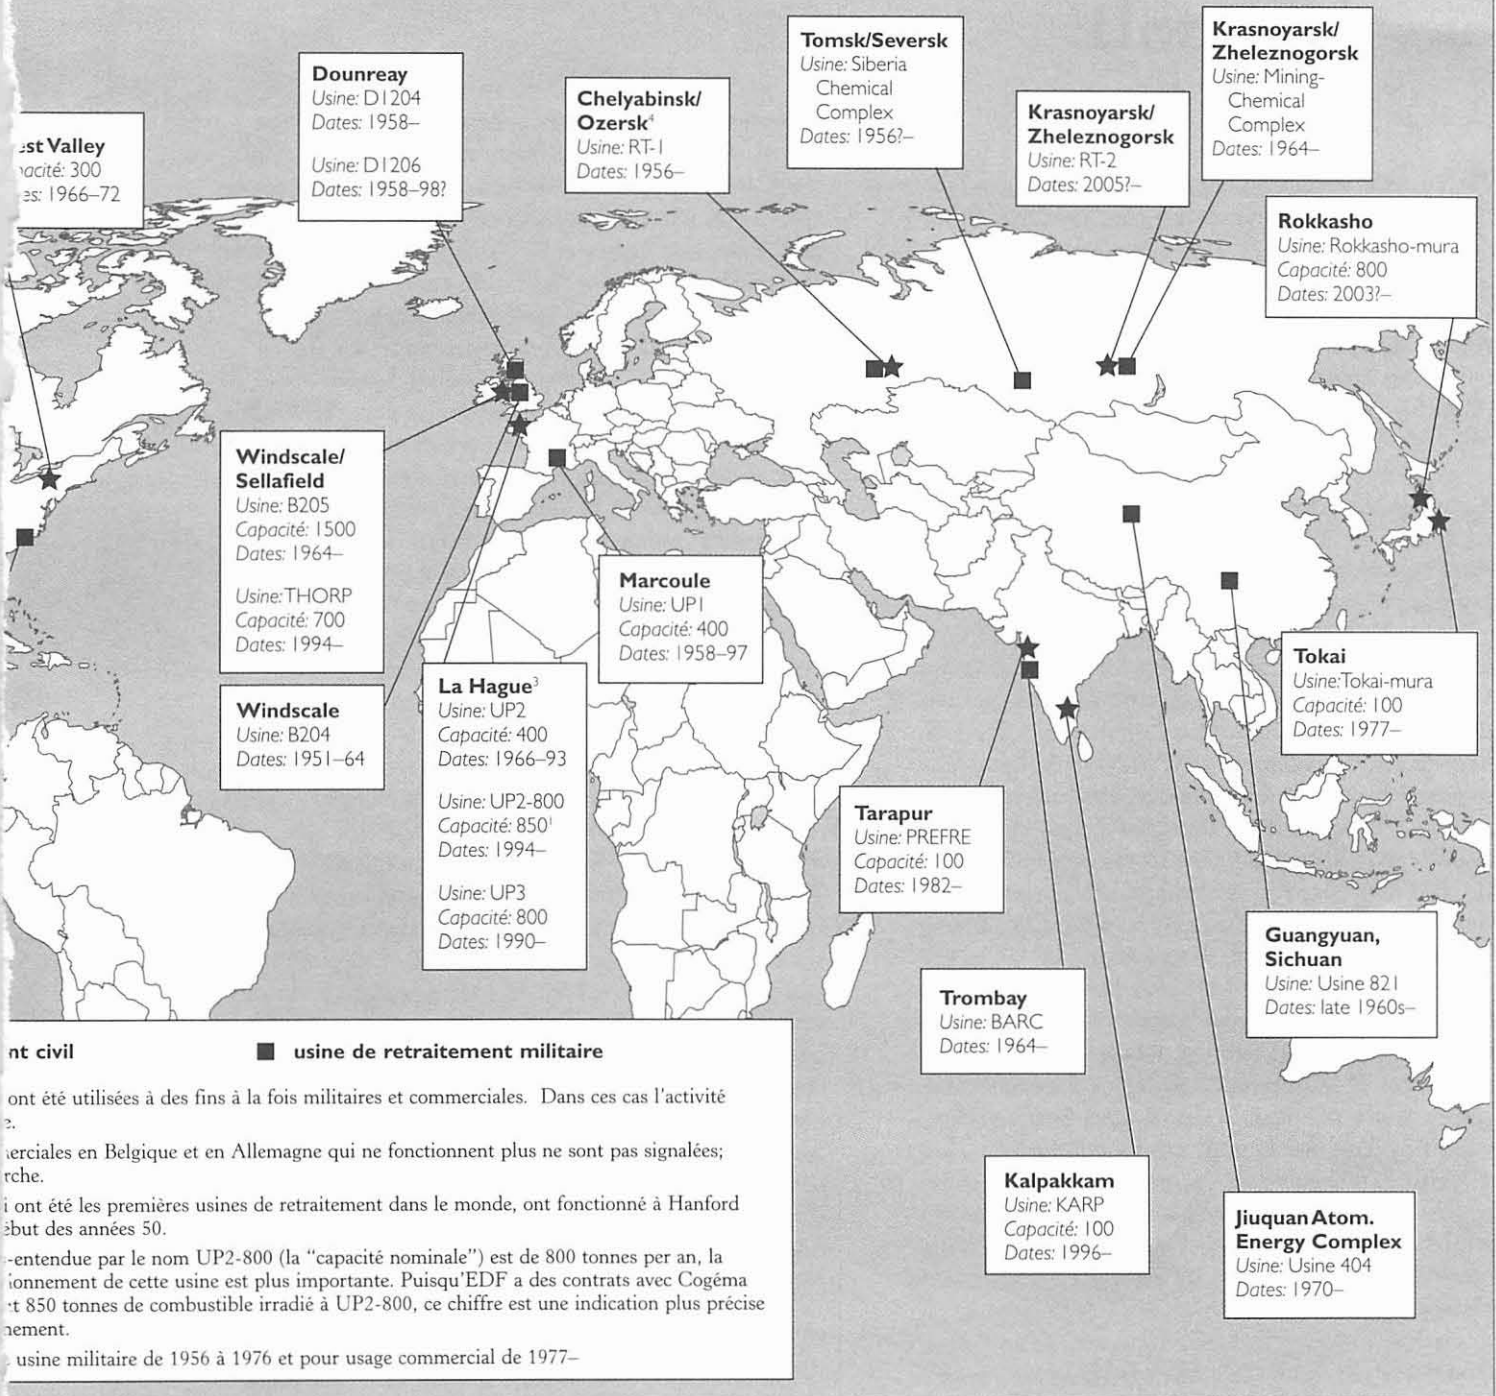 est Valley
acité: 300
es: 1966–72
Dounreay
Usine: D1204
Dates: 1958–
Usine: D1206
Dates: 1958–98?
Chelyabinsk/
Ozersk⁴
Usine: RT-1
Dates: 1956–
Tomsk/Seversk
Usine: Siberia
Chemical
Complex
Dates: 1956?–
Krasnoyarsk/
Zheleznogorsk
Usine: RT-2
Dates: 2005?–
Krasnoyarsk/
Zheleznogorsk
Usine: Mining-
Chemical
Complex
Dates: 1964–
Rokkasho
Usine: Rokkasho-mura
Capacité: 800
Dates: 2003?–
Windscale/
Sellafield
Usine: B205
Capacité: 1500
Dates: 1964–
Usine: THORP
Capacité: 700
Dates: 1994–
Windscale
Usine: B204
Dates: 1951–64
La Hague³
Usine: UP2
Capacité: 400
Dates: 1966–93
Usine: UP2-800
Capacité: 850¹
Dates: 1994–
Usine: UP3
Capacité: 800
Dates: 1990–
Marcoule
Usine: UP1
Capacité: 400
Dates: 1958–97
Tokai
Usine: Tokai-mura
Capacité: 100
Dates: 1977–
Tarapur
Usine: PREFRE
Capacité: 100
Dates: 1982–
Trombay
Usine: BARC
Dates: 1964–
Guangyuan,
Sichuan
Usine: Usine 821
Dates: late 1960s–
Kalpakkam
Usine: KARP
Capacité: 100
Dates: 1996–
Jiuquan Atom.
Energy Complex
Usine: Usine 404
Dates: 1970–
nt civil
usine de retraitement militaire
ont été utilisées à des fins à la fois militaires et commerciales. Dans ces cas l'activité
e.
erciales en Belgique et en Allemagne qui ne fonctionnent plus ne sont pas signalées;
rche.
i ont été les premières usines de retraitement dans le monde, ont fonctionné à Hanford
ébut des années 50.
-entendue par le nom UP2-800 (la "capacité nominale") est de 800 tonnes per an, la
ionnement de cette usine est plus importante. Puisqu'EDF a des contrats avec Cogéma
t 850 tonnes de combustible irradié à UP2-800, ce chiffre est une indication plus précise
nement.
usine militaire de 1956 à 1976 et pour usage commercial de 1977–